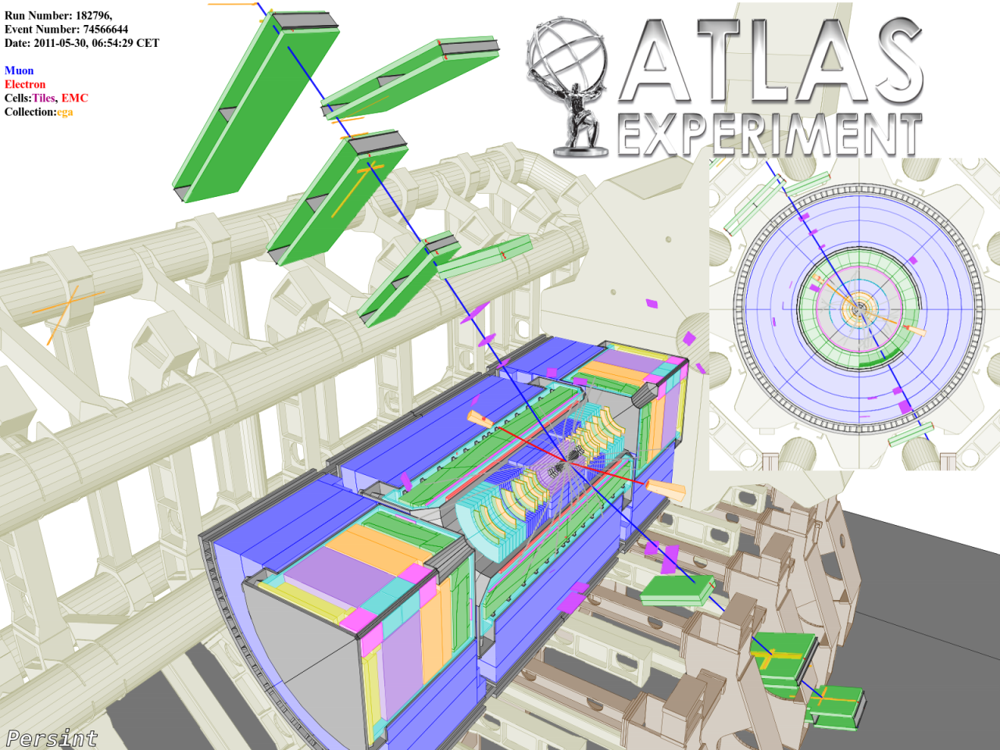 Run Number: 182796,
Event Number: 74566644
Date: 2011-05-30, 06:54:29 CET
Muon
Electron
Cells:Tiles, EMC
Collection:ega
ATLAS
EXPERIMENT
Persint